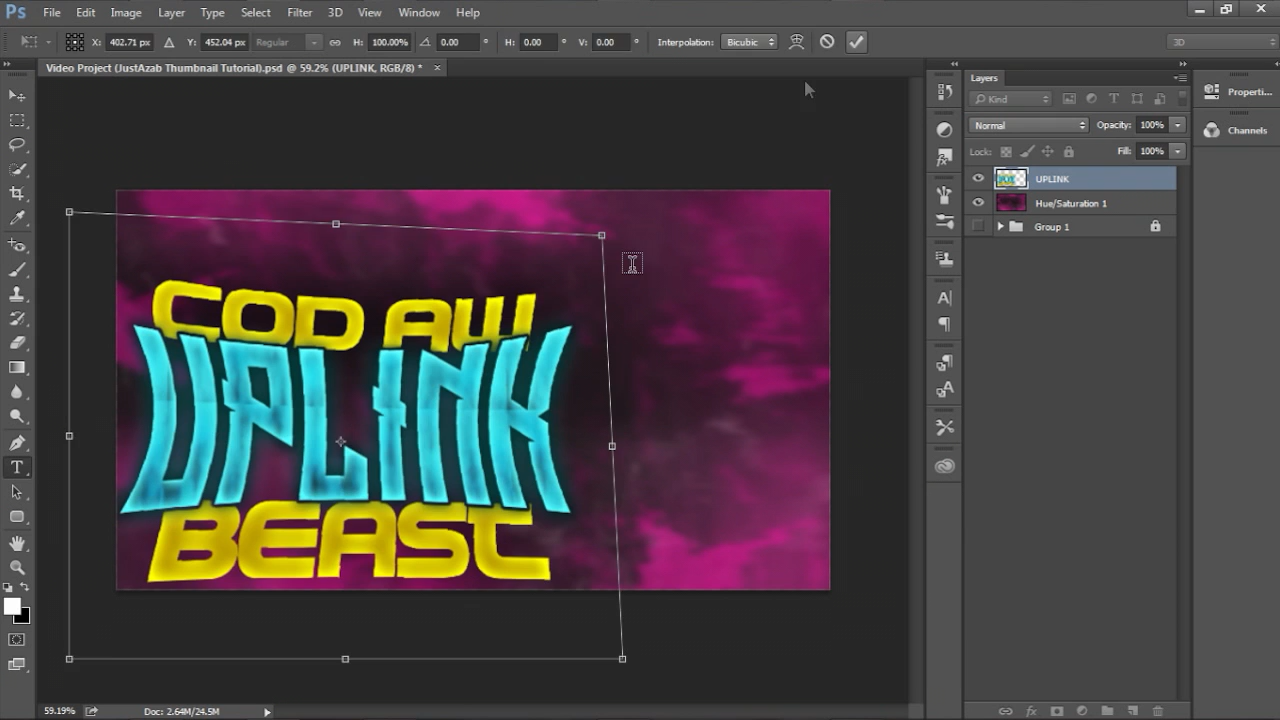 Ps File Edit Image Layer Type Select Filter 3D View Window Help
X: 402.71 px Y: 452.04 px Regular H: 100.00% 0.00 ° H: 0.00 ° V: 0.00 ° Interpolation: Bicubic 3D
Video Project (JustAzab Thumbnail Tutorial).psd @ 59.2% (UPLINK, RGB/8) * ×
Layers
Kind
Properti...
Normal Opacity: 100%
Channels
Lock: Fill: 100%
UPLINK
Hue/Saturation 1
Group 1
COD AW
UPLINK
BEAST
59.19% Doc: 2.64M/24.5M